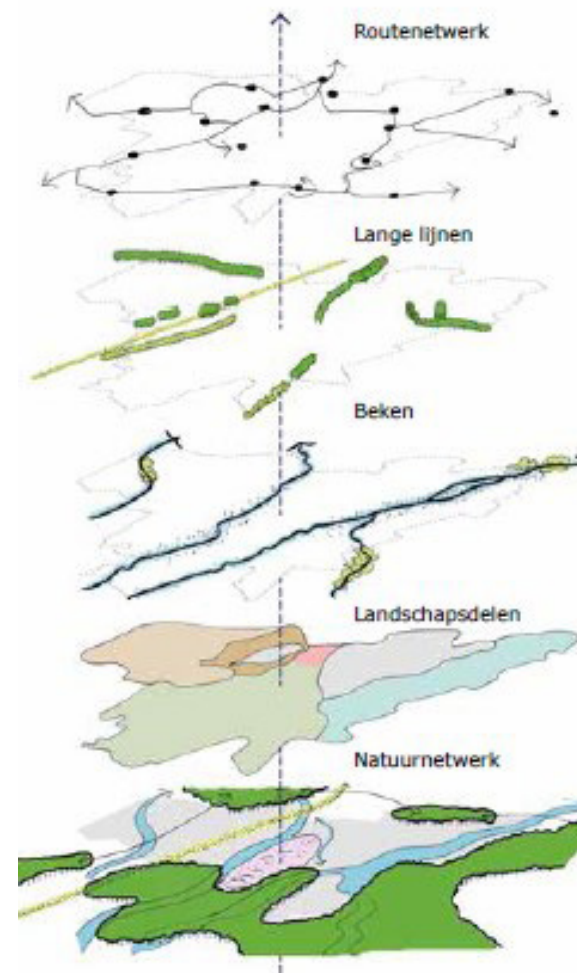 Routenetwerk
Lange lijnen
Beken
Landschapsdelen
Natuurnetwerk